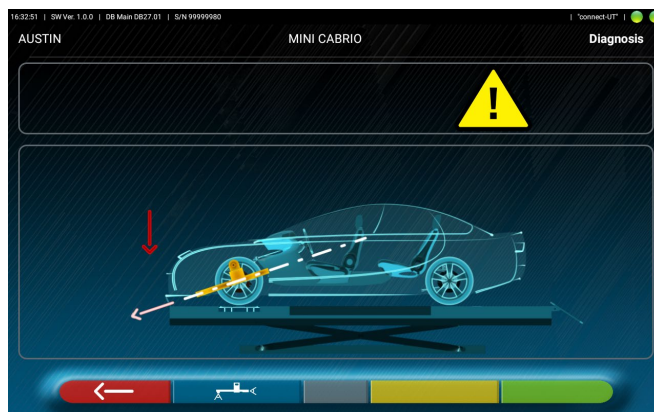 16:32:51 | SW Ver. 1.0.0 | DB Main DB27.01 | S/N 99999980 | "connect-UT" |
AUSTIN MINI CABRIO Diagnosis